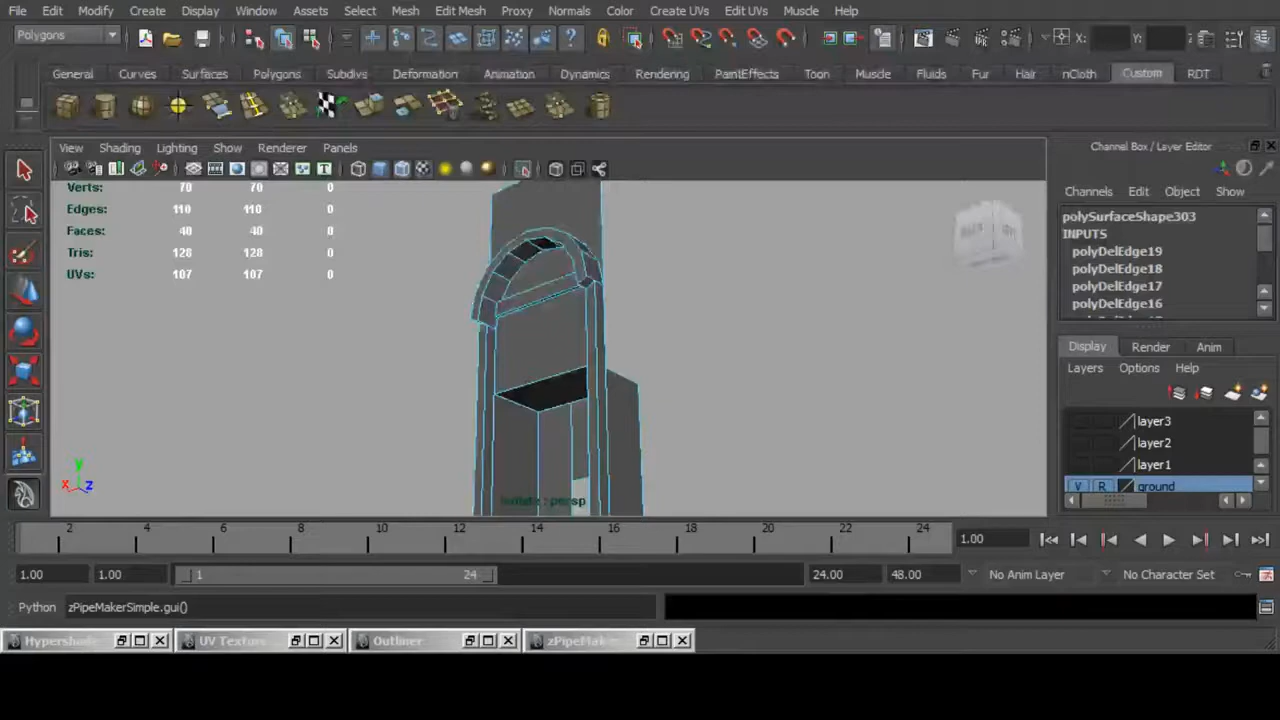 File Edit Modify Create Display Window Assets Select Mesh Edit Mesh Proxy Normals Color Create UVs Edit UVs Muscle Help
Polygons X: Y: Z:
General Curves Surfaces Polygons Subdivs Deformation Animation Dynamics Rendering PaintEffects Toon Muscle Fluids Fur Hair nCloth Custom RDT
View Shading Lighting Show Renderer Panels
Channel Box / Layer Editor
Channels Edit Object Show
Verts: 70 70 0
Edges: 110 110 0
Faces: 40 40 0
Tris: 128 128 0
UVs: 107 107 0
polySurfaceShape303
INPUTS
polyDelEdge19
polyDelEdge18
polyDelEdge17
polyDelEdge16
Display Render Anim
Layers Options Help
layer3
layer2
layer1
V R ground
y
x z
: persp
2 4 6 8 10 12 14 16 18 20 22 24
1.00
1.00 1.00 1 24 24.00 48.00 No Anim Layer No Character Set
Python zPipeMakerSimple.gui()
Hypersha UV Textur Outliner zPipeMak